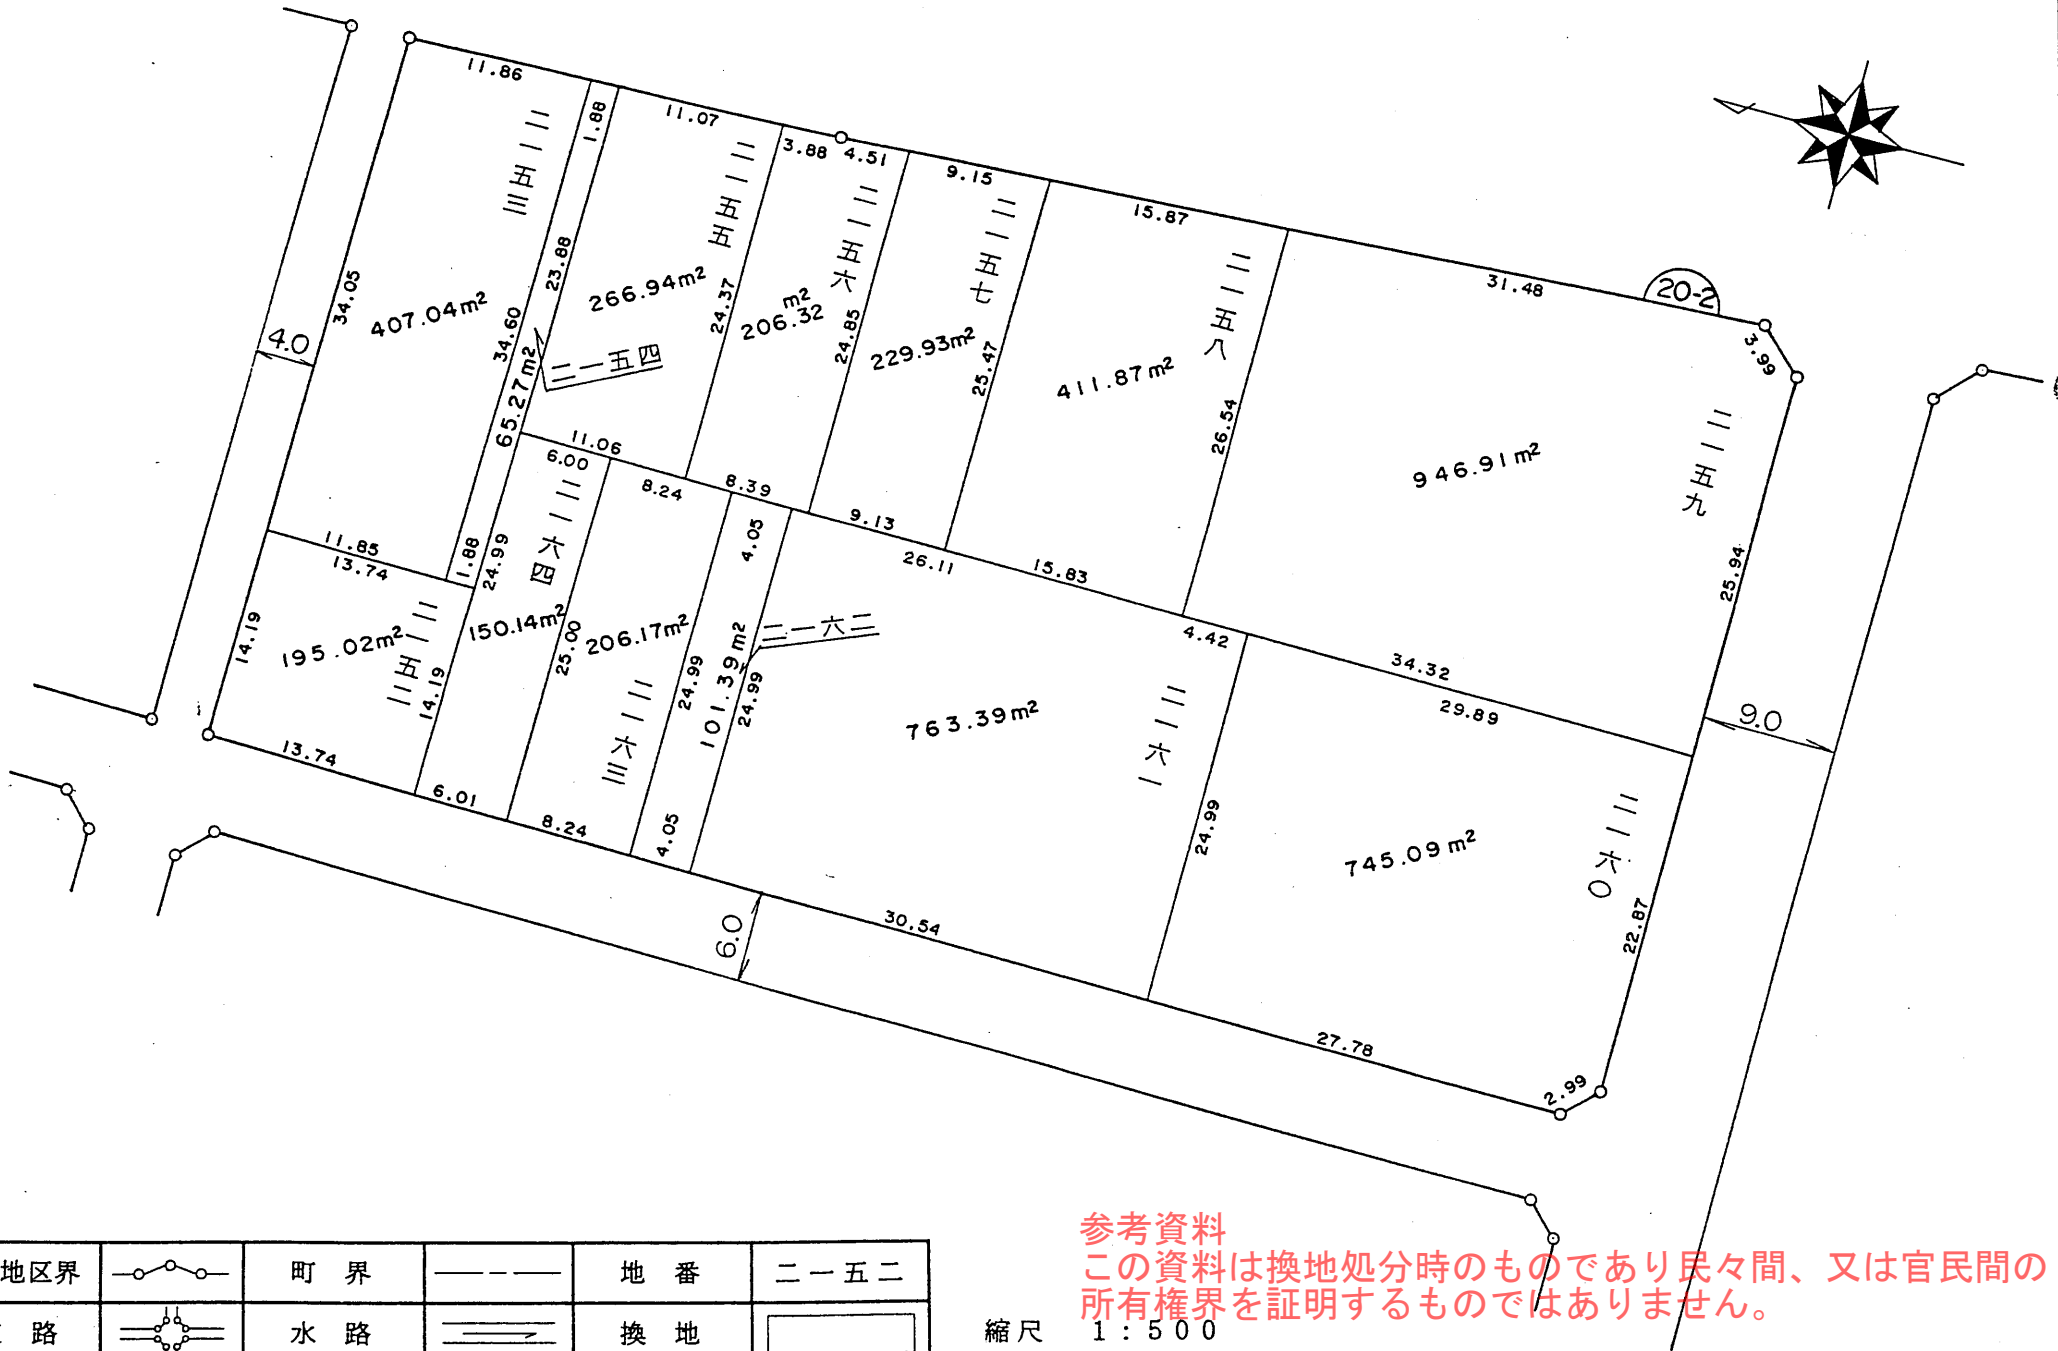 11.86
二一五三
1.88
11.07
二一五五
3.88
4.51
二一五六
9.15
二一五七
15.87
二一五八
31.48
20-2
3.99
34.05
407.04m²
4.0
34.60
23.88
65.27m²
二一五四
266.94m²
24.37
206.32
m²
24.85
229.93m²
25.47
411.87m²
26.54
946.91m²
二一五九
25.94
11.06
6.00
8.24
8.39
9.13
26.11
15.83
4.42
34.32
29.89
9.0
11.85
13.74
1.88
24.99
二一六四
4.05
14.19
195.02m²
二一五二
14.19
150.14m²
25.00
206.17m²
二一六三
24.99
101.39m²
24.99
二一六二
763.39m²
二一六一
24.99
745.09m²
二一六〇
22.87
13.74
6.01
8.24
4.05
6.0
30.54
27.78
2.99
地区界
町界
地番
二一五二
路
水路
換地
縮尺 1:500
参考資料
この資料は換地処分時のものであり民々間、又は官民間の
所有権界を証明するものではありません。